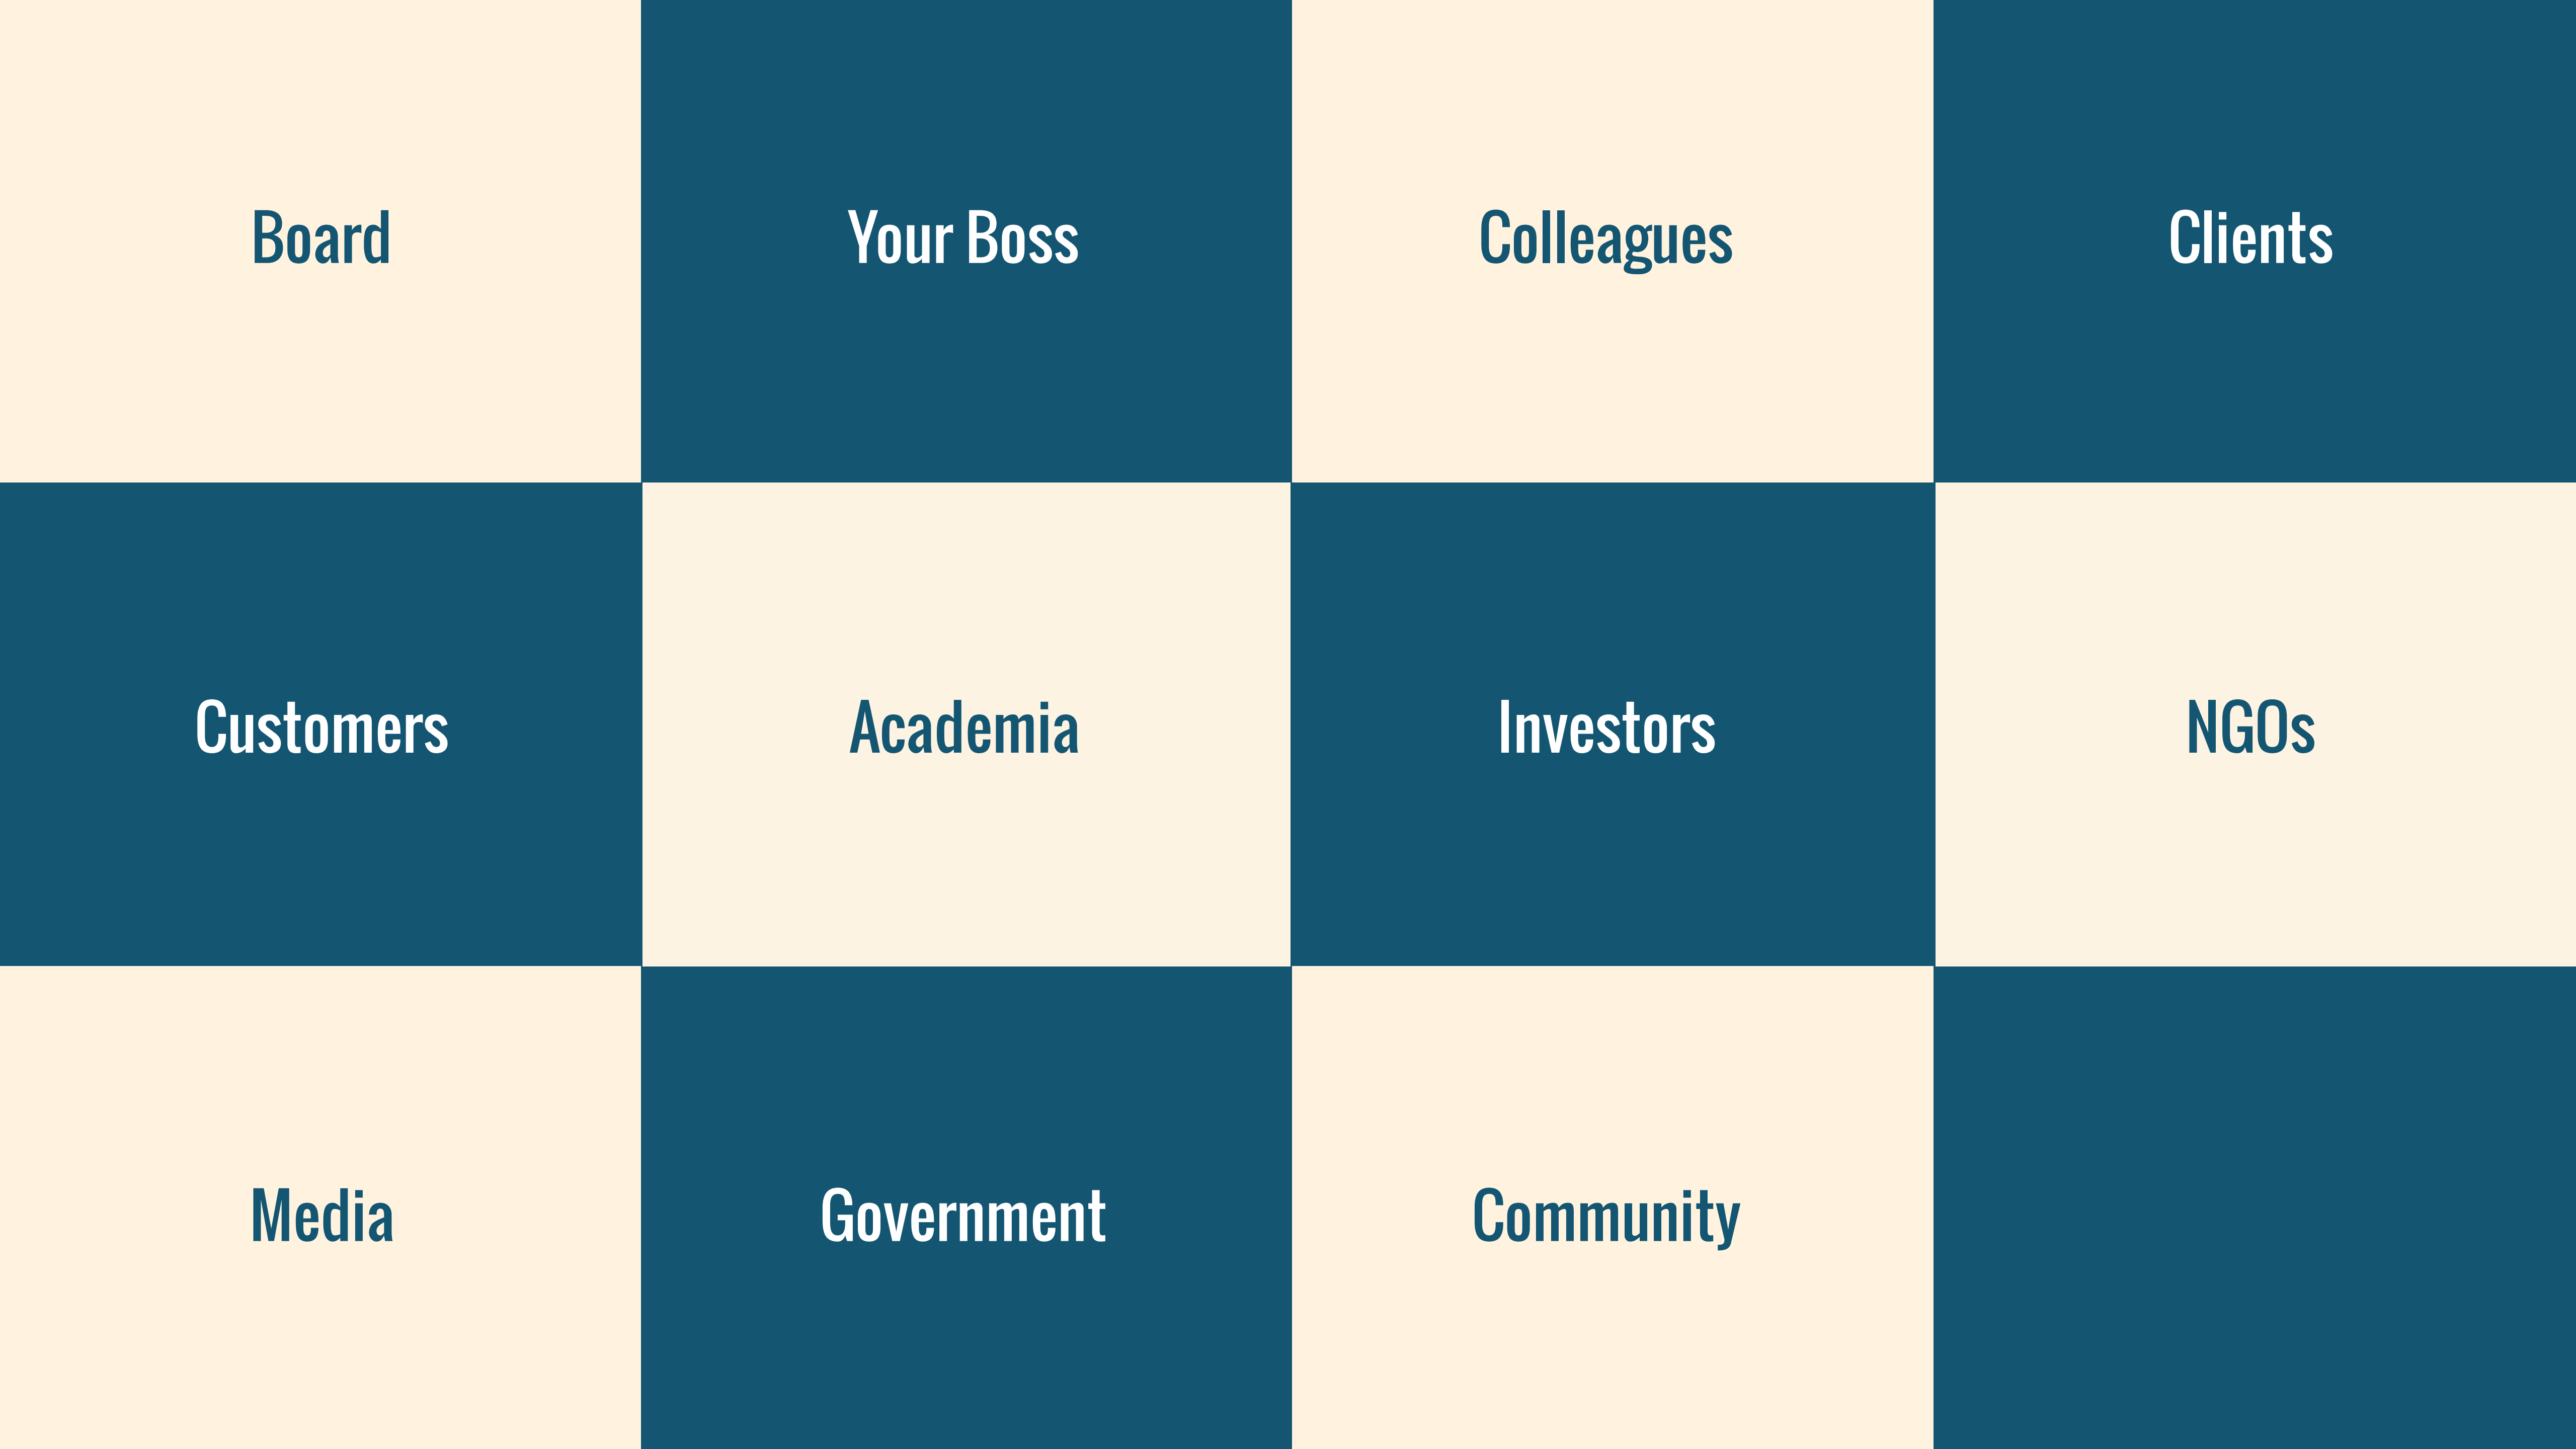 Board
Your Boss
Colleagues
Clients
Customers
Academia
Investors
NGOs
Media
Government
Community